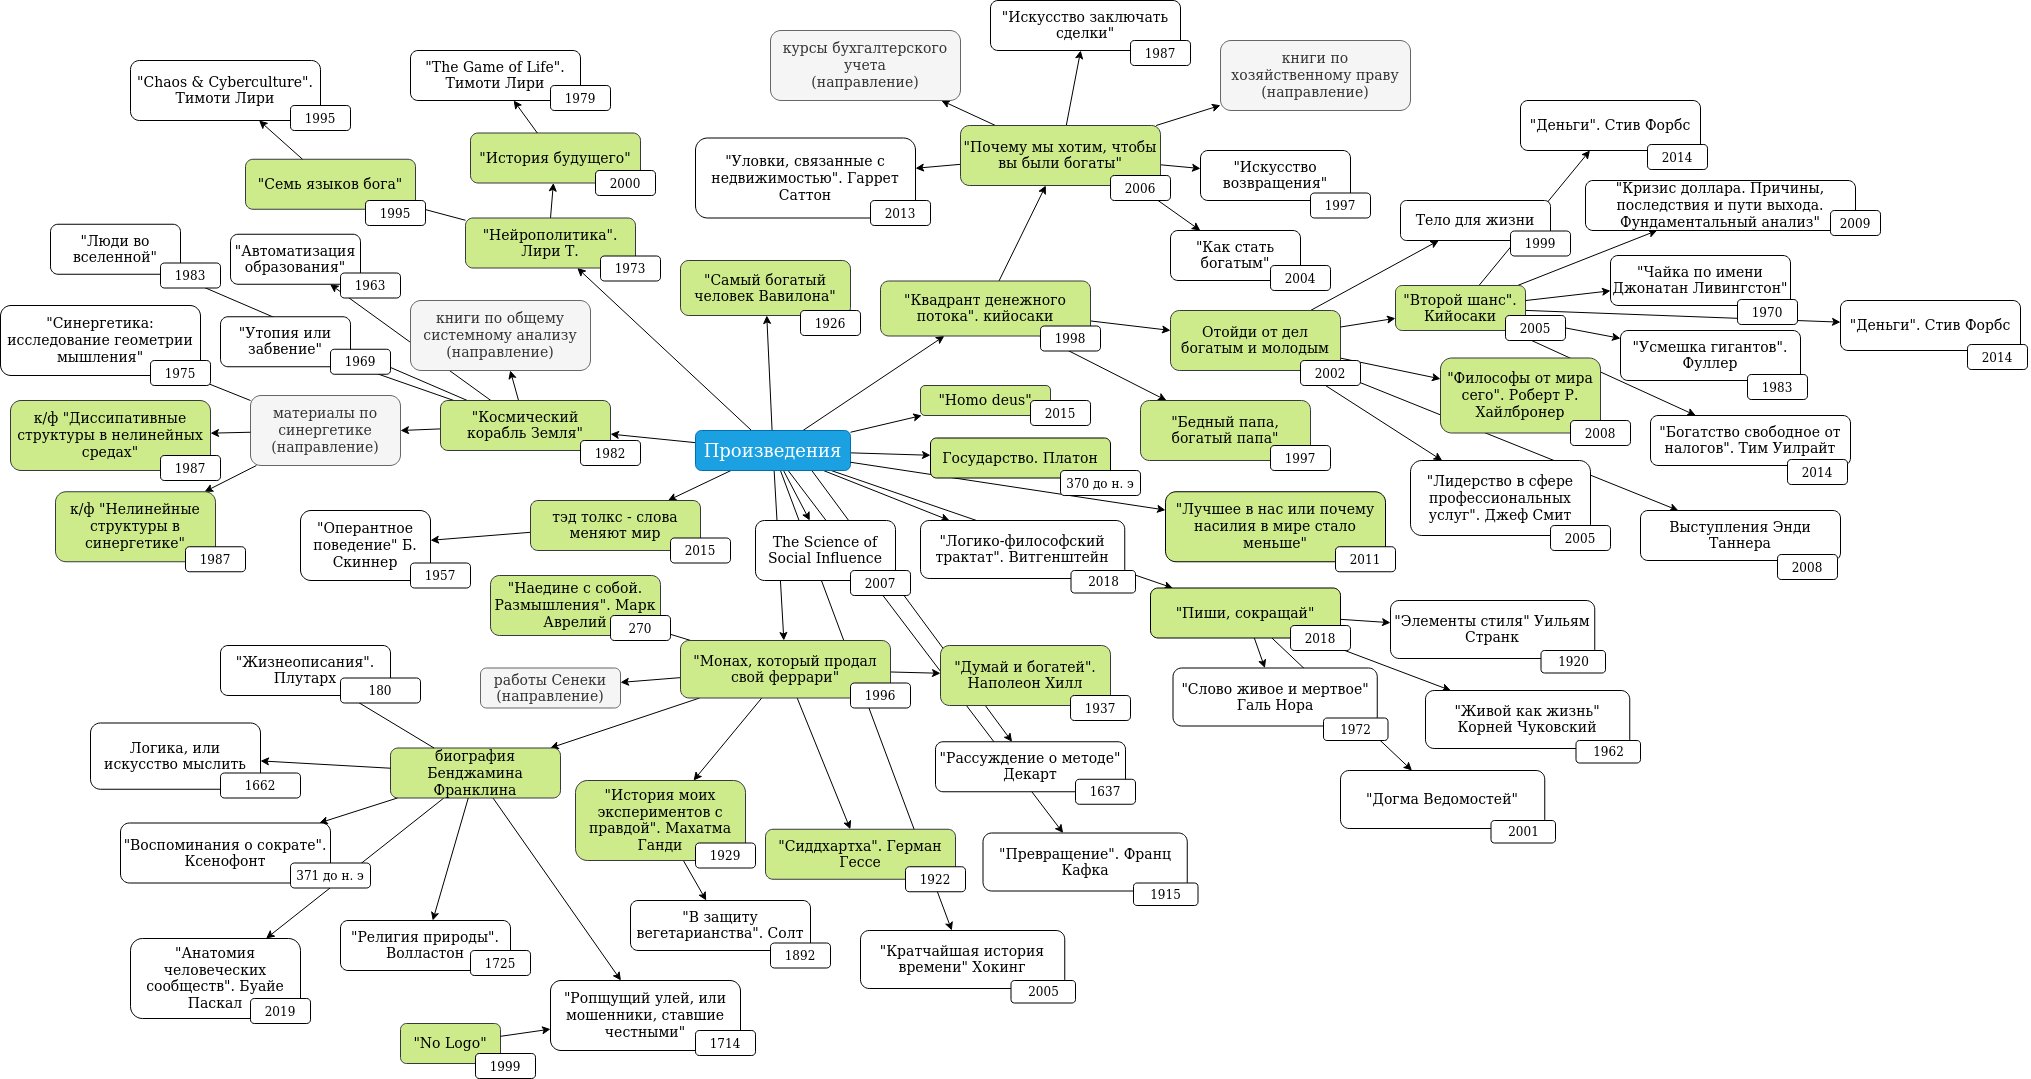 "Искусство заключать
сделки"
1987
курсы бухгалтерского
учета
(направление)
книги по
хозяйственному праву
(направление)
"Chaos & Cyberculture".
Тимоти Лири
1995
"The Game of Life".
Тимоти Лири
1979
"Деньги". Стив Форбс
2014
"История будущего"
2000
"Почему мы хотим, чтобы
вы были богаты"
2006
"Уловки, связанные с
недвижимостью". Гаррет
Саттон
2013
"Искусство
возвращения"
1997
"Семь языков бога"
1995
"Кризис доллара. Причины,
последствия и пути выхода.
Фундаментальный анализ"
2009
Тело для жизни
1999
"Люди во
вселенной"
1983
"Автоматизация
образования"
1963
"Нейрополитика".
Лири Т.
1973
"Как стать
богатым"
2004
"Самый богатый
человек Вавилона"
1926
"Квадрант денежного
потока". кийосаки
1998
"Второй шанс".
Кийосаки
2005
"Чайка по имени
Джонатан Ливингстон"
1970
"Деньги". Стив Форбс
2014
"Синергетика:
исследование геометрии
мышления"
1975
"Утопия или
забвение"
1969
книги по общему
системному анализу
(направление)
Отойди от дел
богатым и молодым
2002
"Усмешка гигантов".
Фуллер
1983
"Философы от мира
сего". Роберт Р.
Хайлбронер
2008
к/ф "Диссипативные
структуры в нелинейных
средах"
1987
материалы по
синергетике
(направление)
"Космический
корабль Земля"
1982
Произведения
"Homo deus"
2015
"Бедный папа,
богатый папа"
1997
"Богатство свободное от
налогов". Тим Уилрайт
2014
Государство. Платон
370 до н. э
"Лидерство в сфере
профессиональных
услуг". Джеф Смит
2005
к/ф "Нелинейные
структуры в
синергетике"
1987
"Оперантное
поведение" Б.
Скиннер
1957
тэд толкс - слова
меняют мир
2015
The Science of
Social Influence
2007
"Логико-философский
трактат". Витгенштейн
2018
"Лучшее в нас или почему
насилия в мире стало
меньше"
2011
Выступления Энди
Таннера
2008
"Наедине с собой.
Размышления". Марк
Аврелий
270
"Пиши, сокращай"
2018
"Элементы стиля" Уильям
Странк
1920
"Жизнеописания".
Плутарх
180
работы Сенеки
(направление)
"Монах, который продал
свой феррари"
1996
"Думай и богатей".
Наполеон Хилл
1937
"Слово живое и мертвое"
Галь Нора
1972
"Живой как жизнь"
Корней Чуковский
1962
Логика, или
искусство мыслить
1662
биография
Бенджамина
Франклина
"Рассуждение о методе"
Декарт
1637
"Догма Ведомостей"
2001
"История моих
экспериментов с
правдой". Махатма
Ганди
1929
"Воспоминания о сократе".
Ксенофонт
371 до н. э
"Сиддхартха". Герман
Гессе
1922
"Превращение". Франц
Кафка
1915
"Анатомия
человеческих
сообществ". Буайе
Паскал
2019
"Религия природы".
Волластон
1725
"В защиту
вегетарианства". Солт
1892
"Кратчайшая история
времени" Хокинг
2005
"Ропщущий улей, или
мошенники, ставшие
честными"
1714
"No Logo"
1999